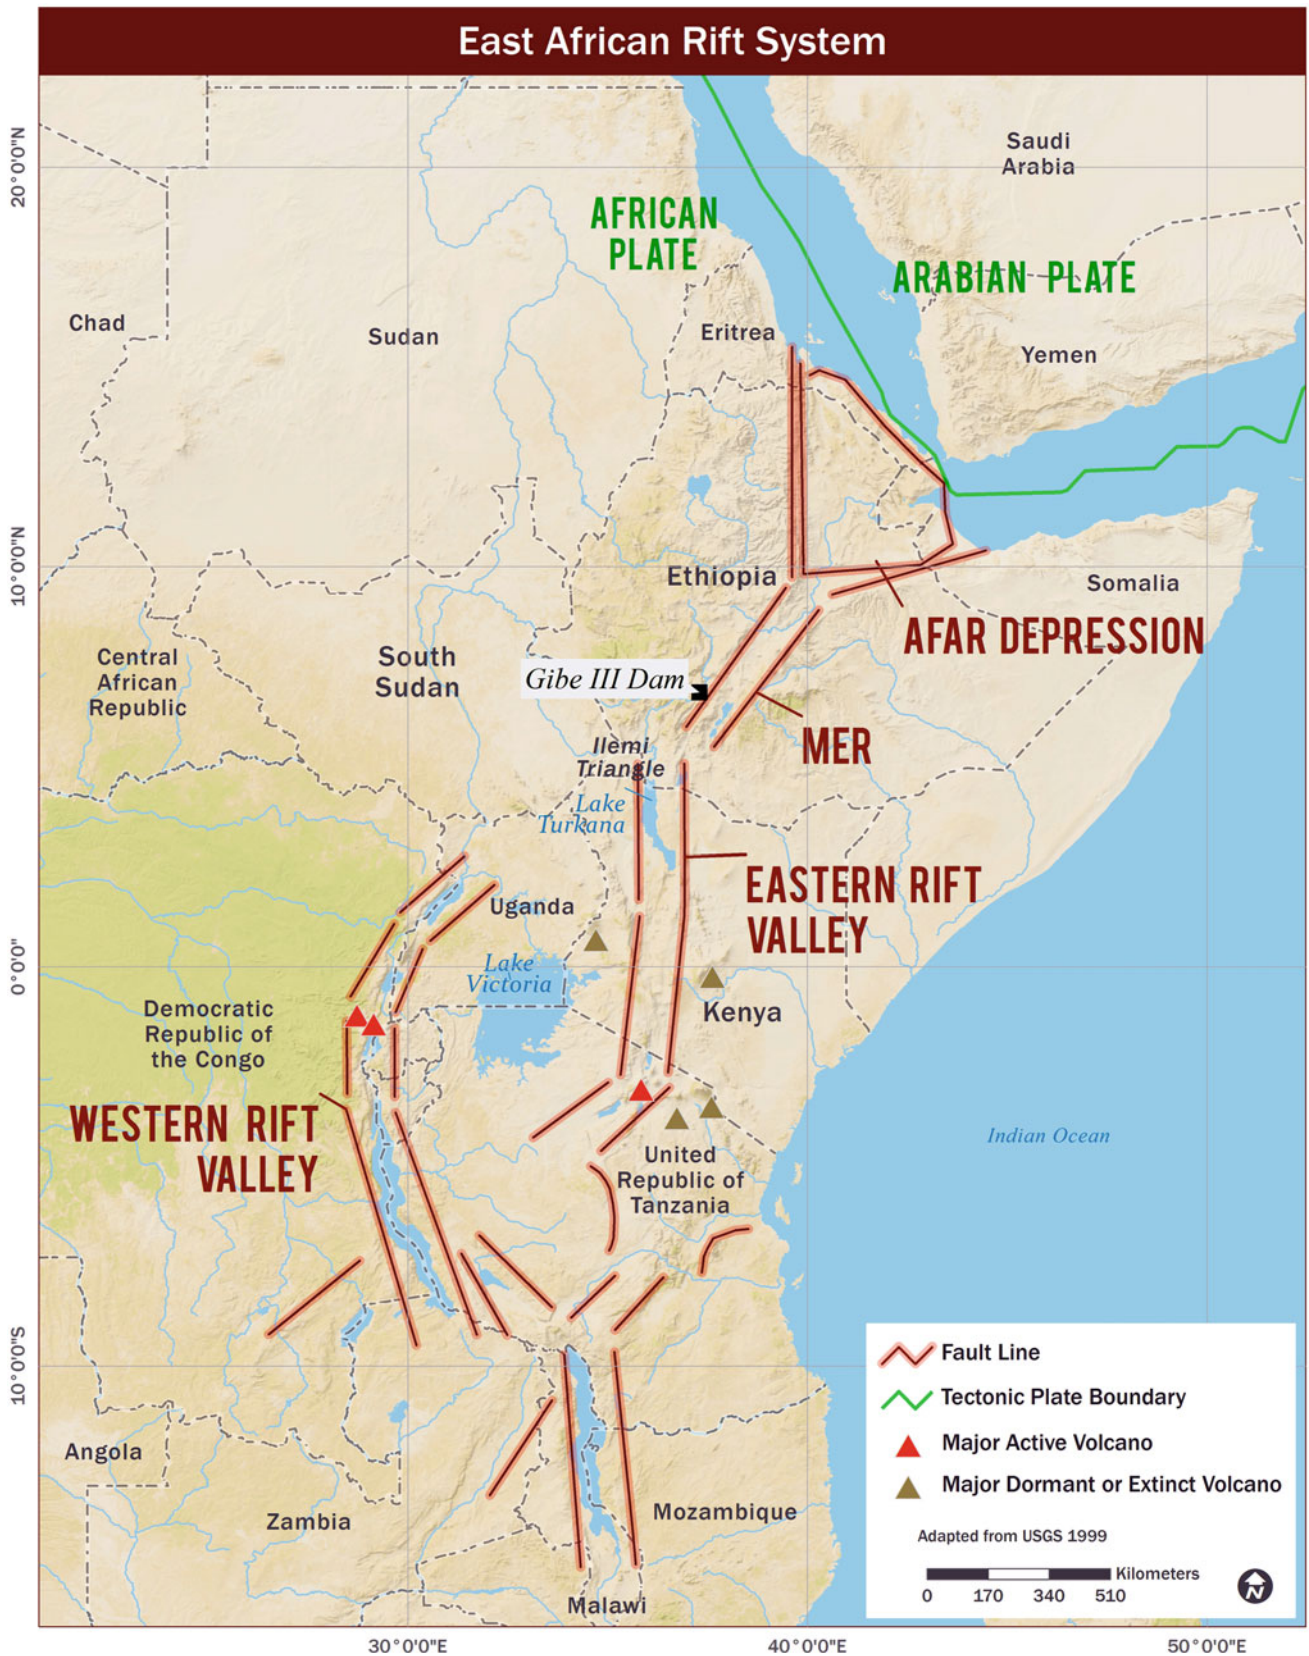 East African Rift System
20°0'0"N
10°0'0"N
0°0'0"
10°0'0"S
Saudi
Arabia
AFRICAN
PLATE
ARABIAN PLATE
Chad
Sudan
Eritrea
Yemen
Ethiopia
Somalia
AFAR DEPRESSION
Central
African
Republic
South
Sudan
Gibe III Dam
MER
Ilemi
Triangle
Lake
Turkana
EASTERN RIFT
VALLEY
Uganda
Lake
Victoria
Kenya
Democratic
Republic of
the Congo
WESTERN RIFT
VALLEY
United
Republic of
Tanzania
Indian Ocean
Angola
Zambia
Mozambique
Malawi
Fault Line
Tectonic Plate Boundary
Major Active Volcano
Major Dormant or Extinct Volcano
Adapted from USGS 1999
Kilometers
0 170 340 510
N
30°0'0"E 40°0'0"E 50°0'0"E